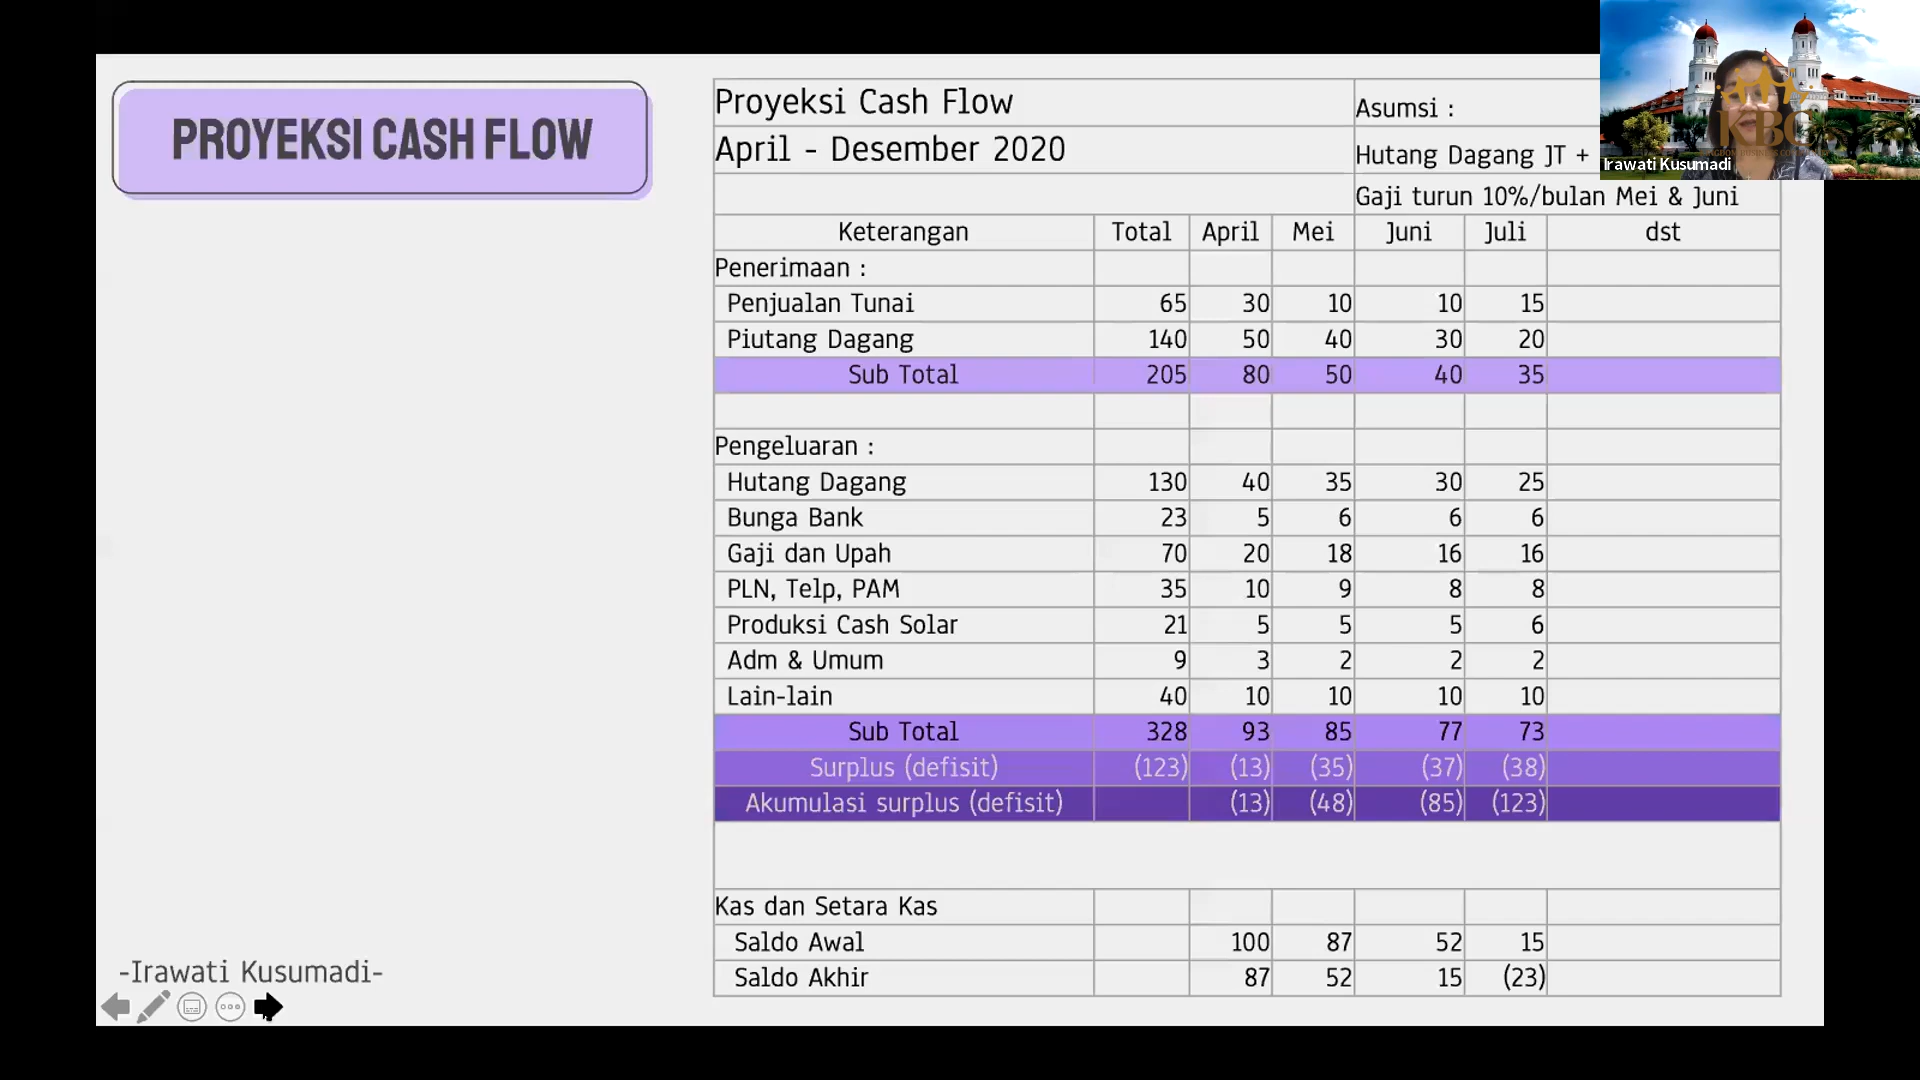 PROYEKSI CASH FLOW
Proyeksi Cash Flow
Asumsi :
April - Desember 2020
Hutang Dagang JT +
Gaji turun 10%/bulan Mei & Juni
Keterangan Total April Mei Juni Juli dst
Penerimaan :
Penjualan Tunai 65 30 10 10 15
Piutang Dagang 140 50 40 30 20
Sub Total 205 80 50 40 35
Pengeluaran :
Hutang Dagang 130 40 35 30 25
Bunga Bank 23 5 6 6 6
Gaji dan Upah 70 20 18 16 16
PLN, Telp, PAM 35 10 9 8 8
Produksi Cash Solar 21 5 5 5 6
Adm & Umum 9 3 2 2 2
Lain-lain 40 10 10 10 10
Sub Total 328 93 85 77 73
Surplus (defisit) (123) (13) (35) (37) (38)
Akumulasi surplus (defisit) (13) (48) (85) (123)
Kas dan Setara Kas
Saldo Awal 100 87 52 15
Saldo Akhir 87 52 15 (23)
-Irawati Kusumadi-
KBC
Irawati Kusumadi